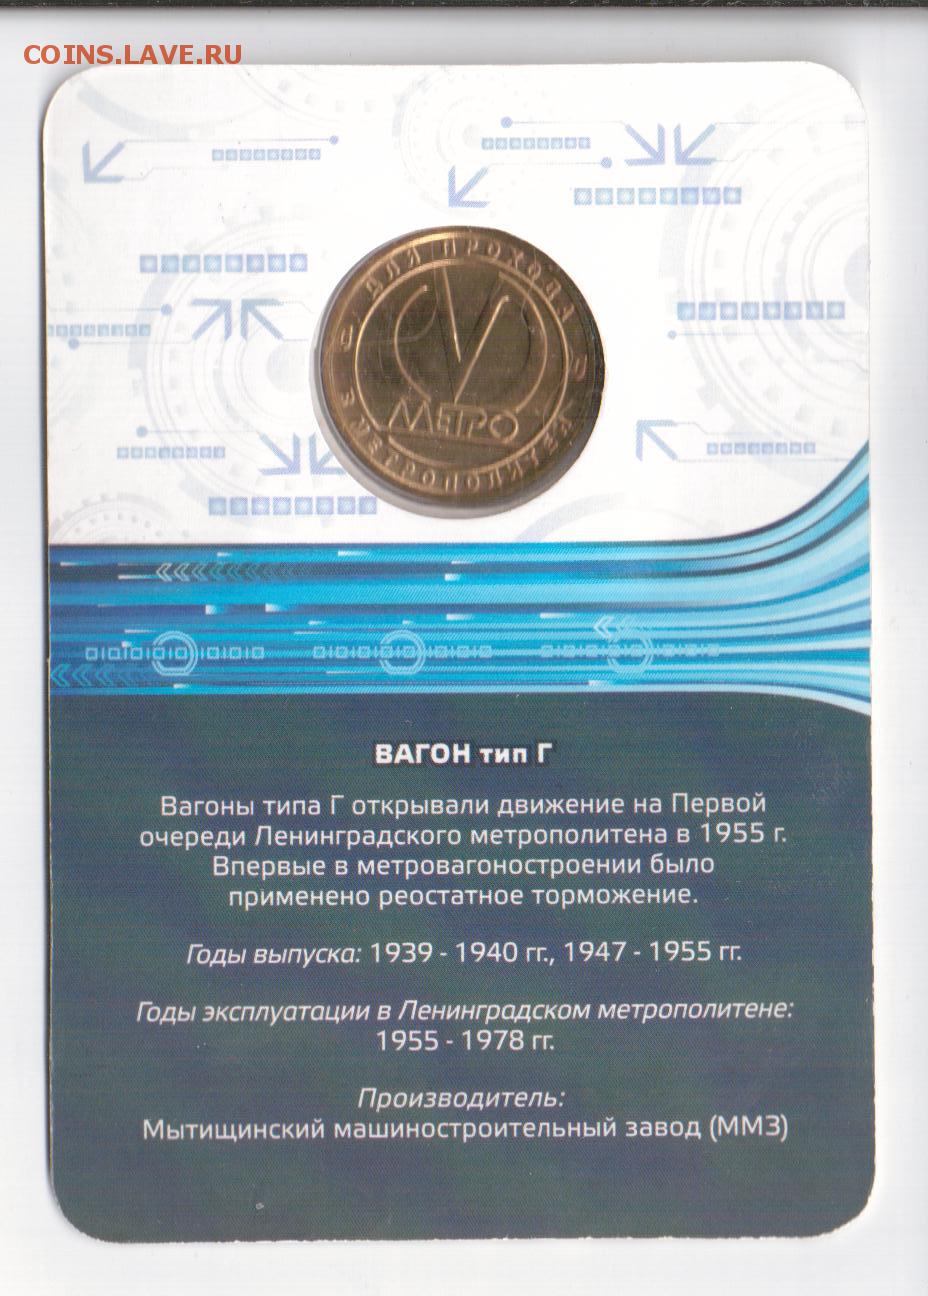 COINS.LAVE.RU
ДЛЯ ПРОХОДА В
МЕТРО
ВАГОН тип Г
Вагоны типа Г открывали движение на Первой
очереди Ленинградского метрополитена в 1955 г.
Впервые в метровагоностроении было
применено реостатное торможение.
Годы выпуска: 1939 - 1940 гг., 1947 - 1955 гг.
Годы эксплуатации в Ленинградском метрополитене:
1955 - 1978 гг.
Производитель:
Мытищинский машиностроительный завод (ММЗ)